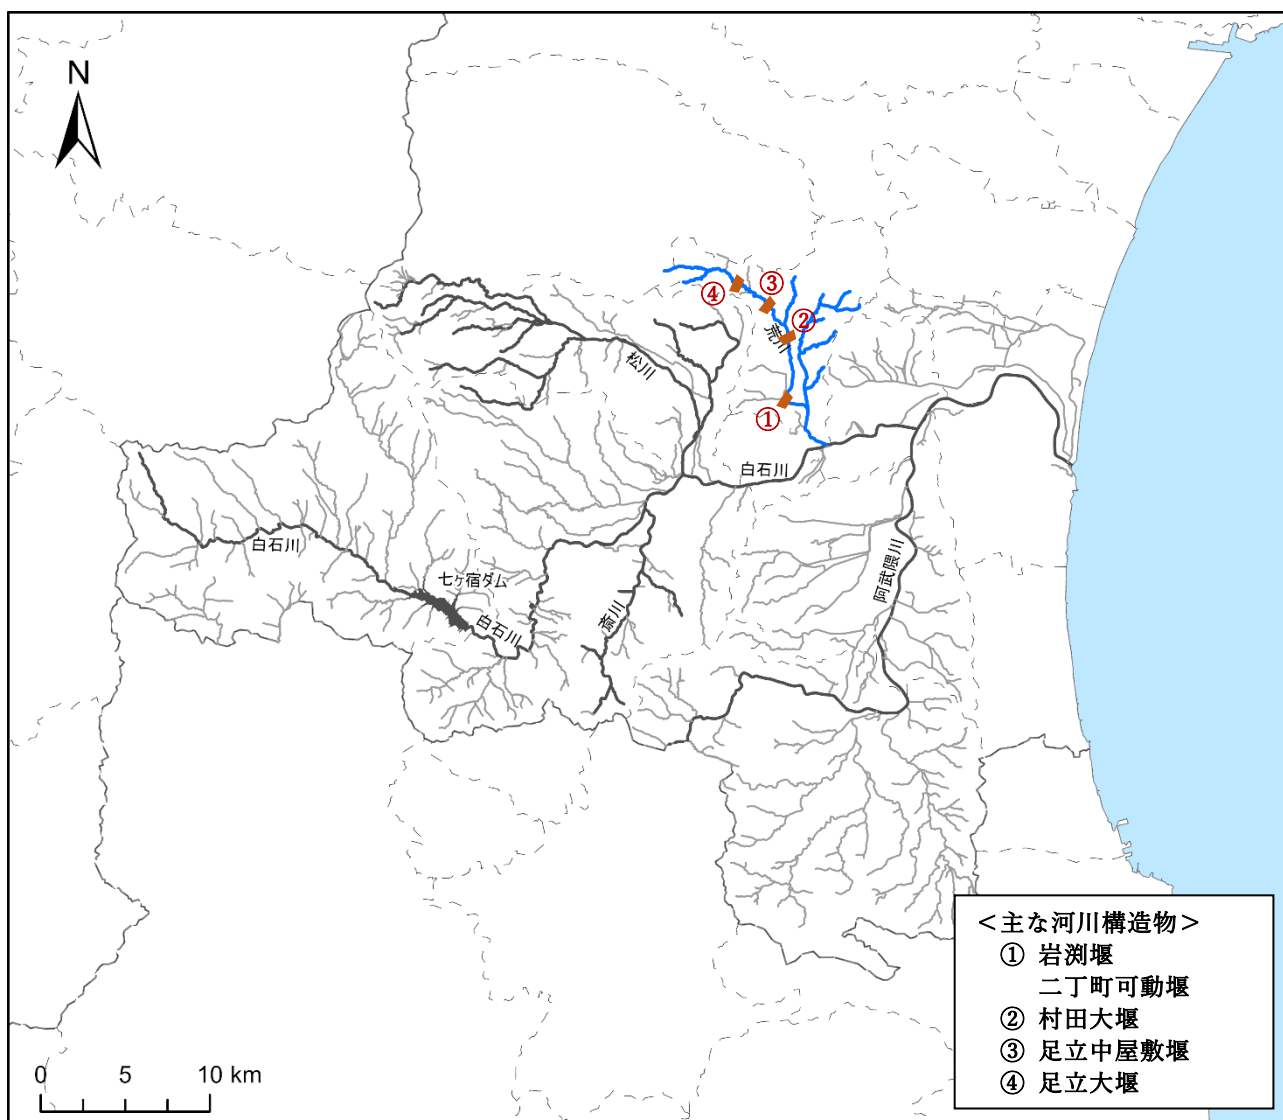 N
③
④
②
荒川
松川
①
白石川
白石川
七ヶ宿ダム
阿武隈川
白石川
斎川
0 5 10 km
＜主な河川構造物＞
① 岩渕堰
二丁町可動堰
② 村田大堰
③ 足立中屋敷堰
④ 足立大堰